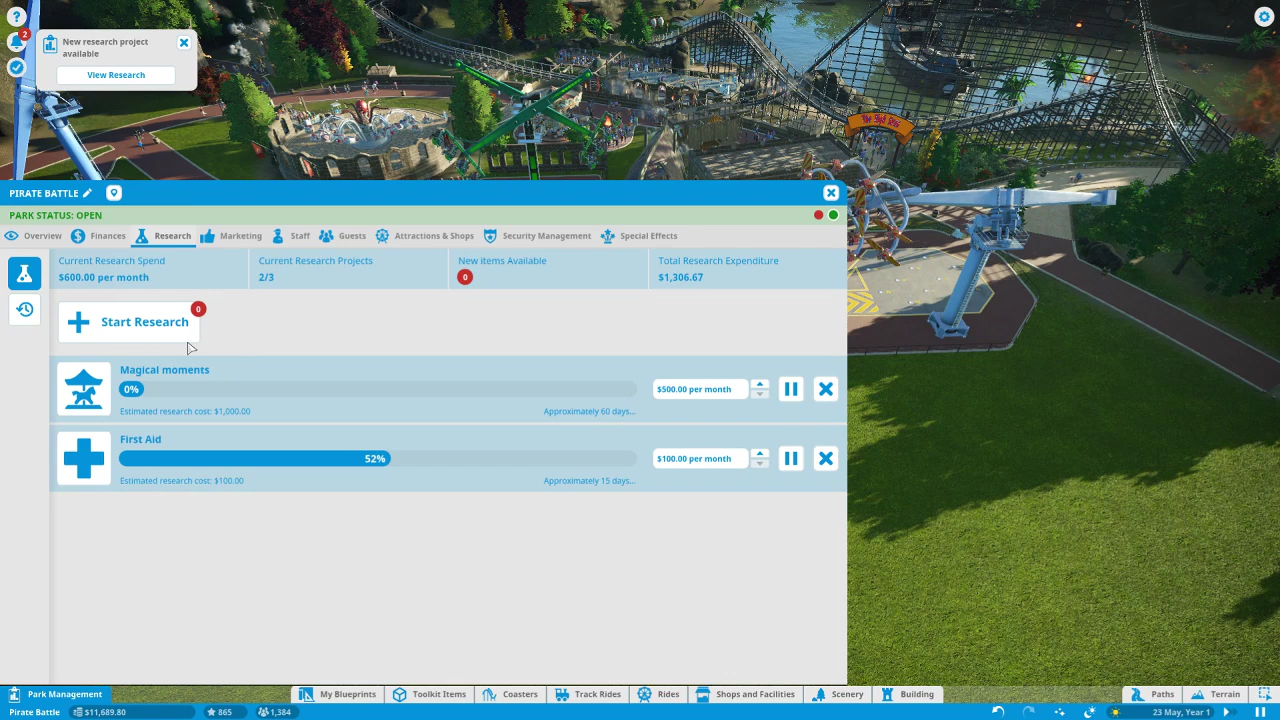 ?
2
New research project
available
View Research
PIRATE BATTLE
PARK STATUS: OPEN
Overview
Finances
Research
Marketing
Staff
Guests
Attractions & Shops
Security Management
Special Effects
Current Research Spend
$600.00 per month
Current Research Projects
2/3
New items Available
0
Total Research Expenditure
$1,306.67
Start Research
0
Magical moments
0%
$500.00 per month
Estimated research cost: $1,000.00
Approximately 60 days...
First Aid
52%
$100.00 per month
Estimated research cost: $100.00
Approximately 15 days...
Park Management
My Blueprints
Toolkit Items
Coasters
Track Rides
Rides
Shops and Facilities
Scenery
Building
Paths
Terrain
Pirate Battle
$11,689.80
865
1,384
23 May, Year 1